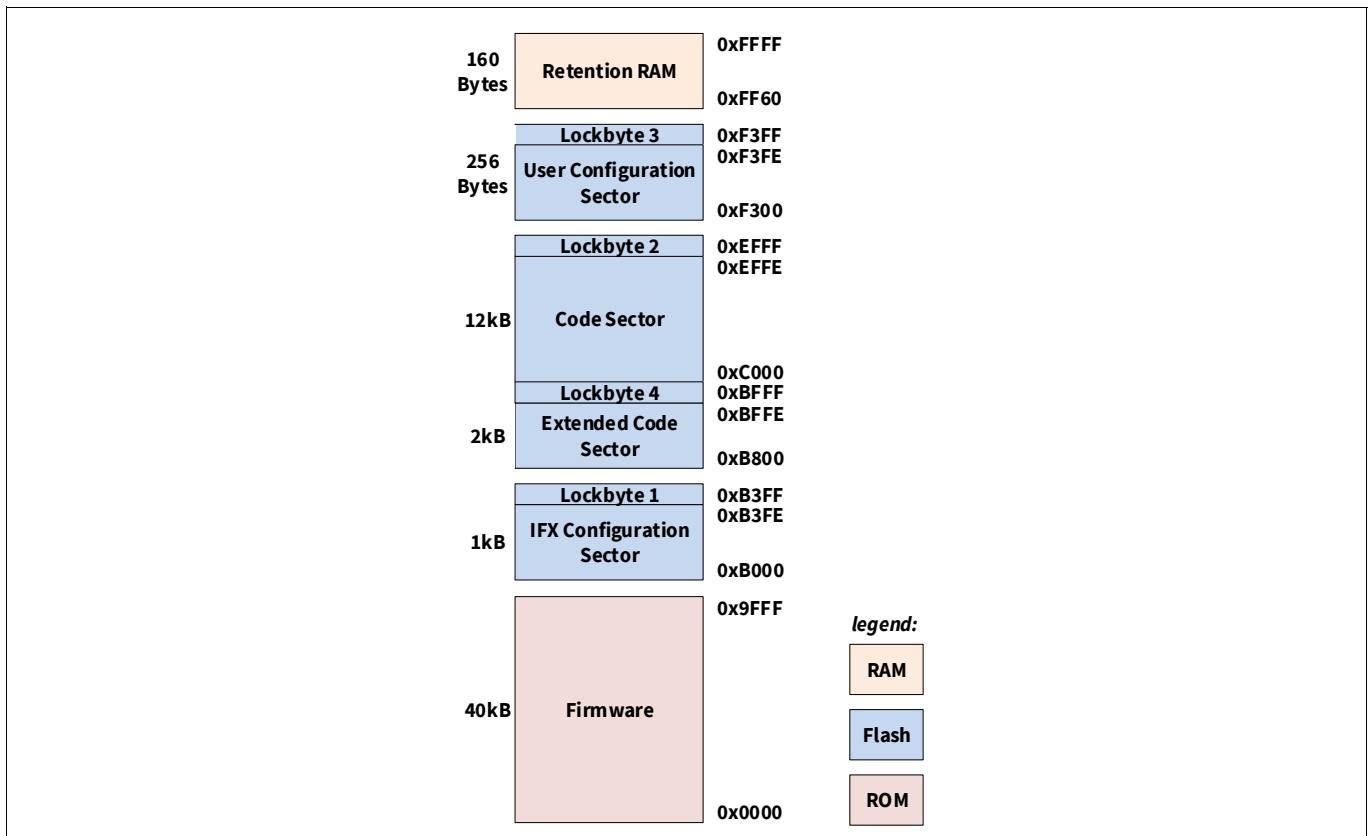 160
Bytes
Retention RAM
0xFFFF
0xFF60
256
Bytes
Lockbyte 3
User Configuration
Sector
0xF3FF
0xF3FE
0xF300
12kB
Lockbyte 2
Code Sector
0xEFFF
0xEFFE
0xC000
2kB
Lockbyte 4
Extended Code
Sector
0xBFFF
0xBFFE
0xB800
1kB
Lockbyte 1
IFX Configuration
Sector
0xB3FF
0xB3FE
0xB000
40kB
Firmware
0x9FFF
0x0000
legend:
RAM
Flash
ROM